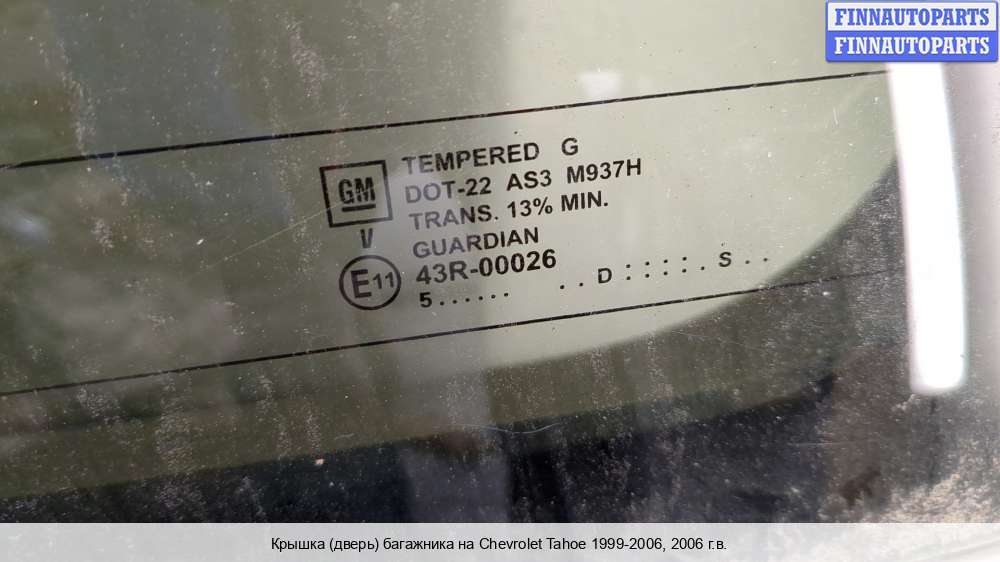 FINNAUTOPARTS
FINNAUTOPARTS
TEMPERED G
GM
DOT-22 AS3 M937H
TRANS. 13% MIN.
V
GUARDIAN
E11
43R-00026
5...... ..D:::::.S..
Крышка (дверь) багажника на Chevrolet Tahoe 1999-2006, 2006 г.в.